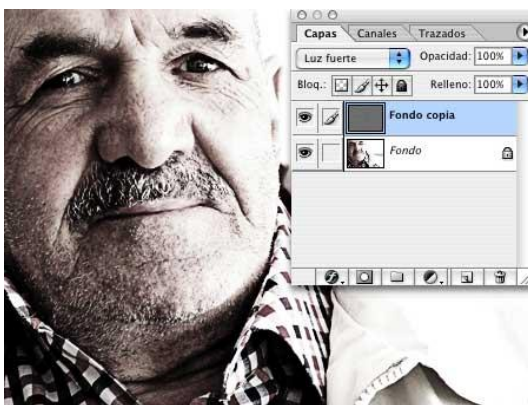 Capas Canales Trazados
Luz fuerte Opacidad: 100%
Bloq.: Relleno: 100%
Fondo copia
Fondo